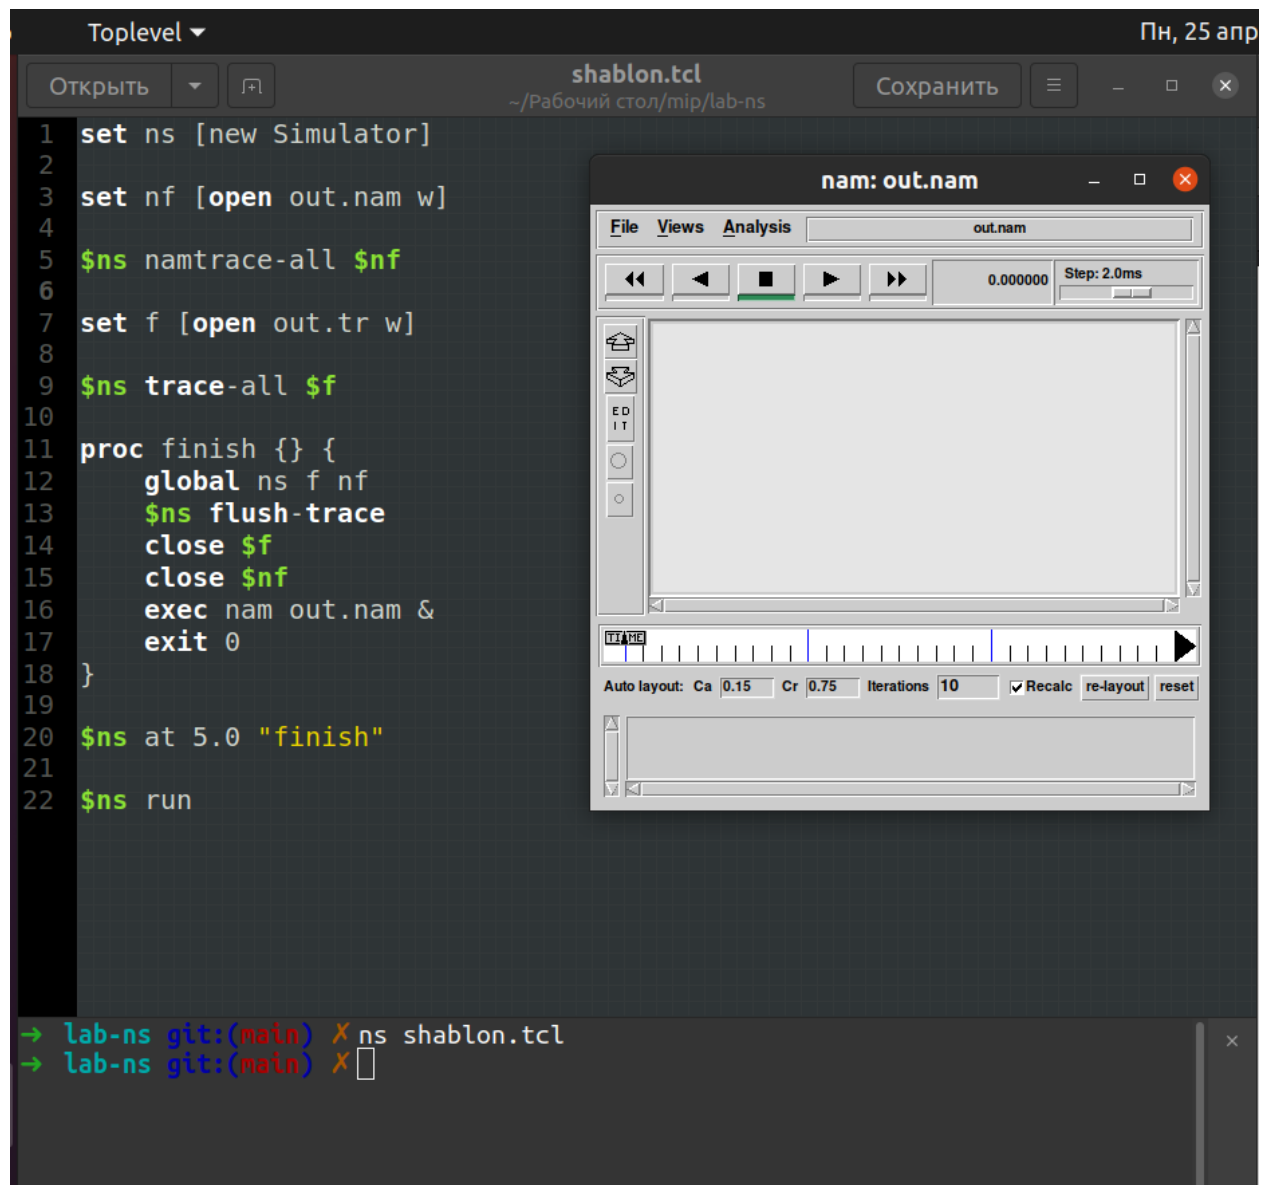 Toplevel
Пн, 25 апр
Открыть
shablon.tcl
~/Рабочий стол/mip/lab-ns
Сохранить
1 set ns [new Simulator]
2
3 set nf [open out.nam w]
4
5 $ns namtrace-all $nf
6
7 set f [open out.tr w]
8
9 $ns trace-all $f
10
11 proc finish {} {
12 global ns f nf
13 $ns flush-trace
14 close $f
15 close $nf
16 exec nam out.nam &
17 exit 0
18 }
19
20 $ns at 5.0 "finish"
21
22 $ns run
nam: out.nam
File Views Analysis out.nam
0.000000 Step: 2.0ms
ED
IT
TIME
Auto layout: Ca 0.15 Cr 0.75 Iterations 10 Recalc re-layout reset
→ lab-ns git:(main) ✗ ns shablon.tcl
→ lab-ns git:(main) ✗